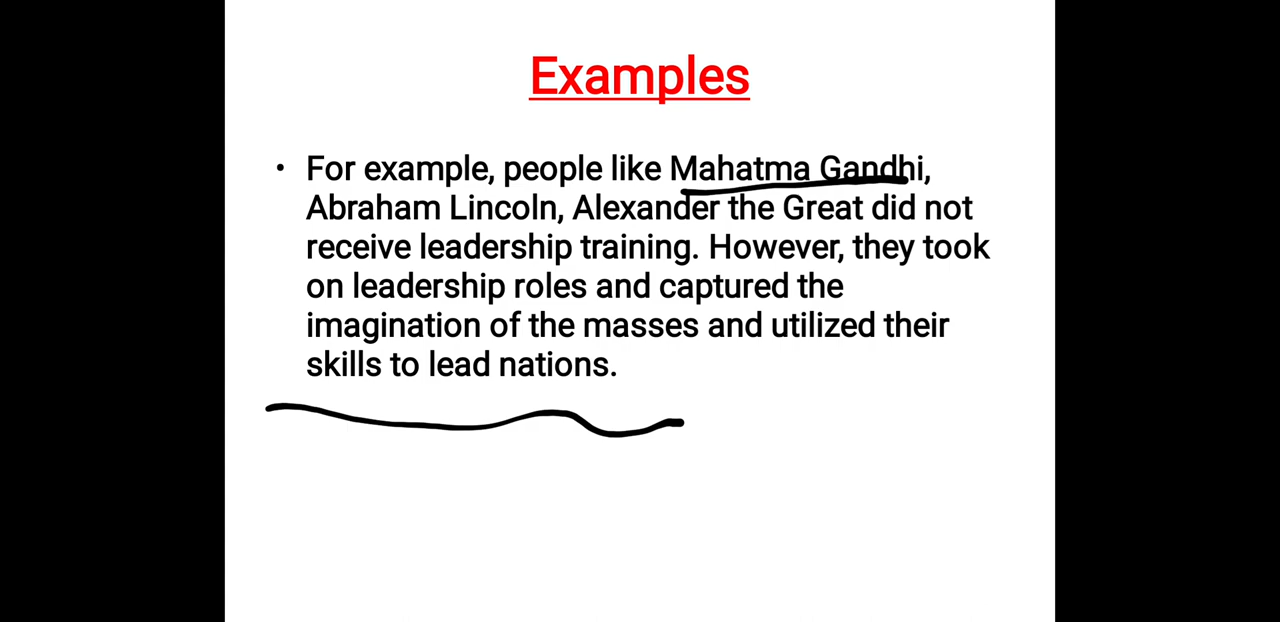 Examples
• For example, people like Mahatma Gandhi,
Abraham Lincoln, Alexander the Great did not
receive leadership training. However, they took
on leadership roles and captured the
imagination of the masses and utilized their
skills to lead nations.